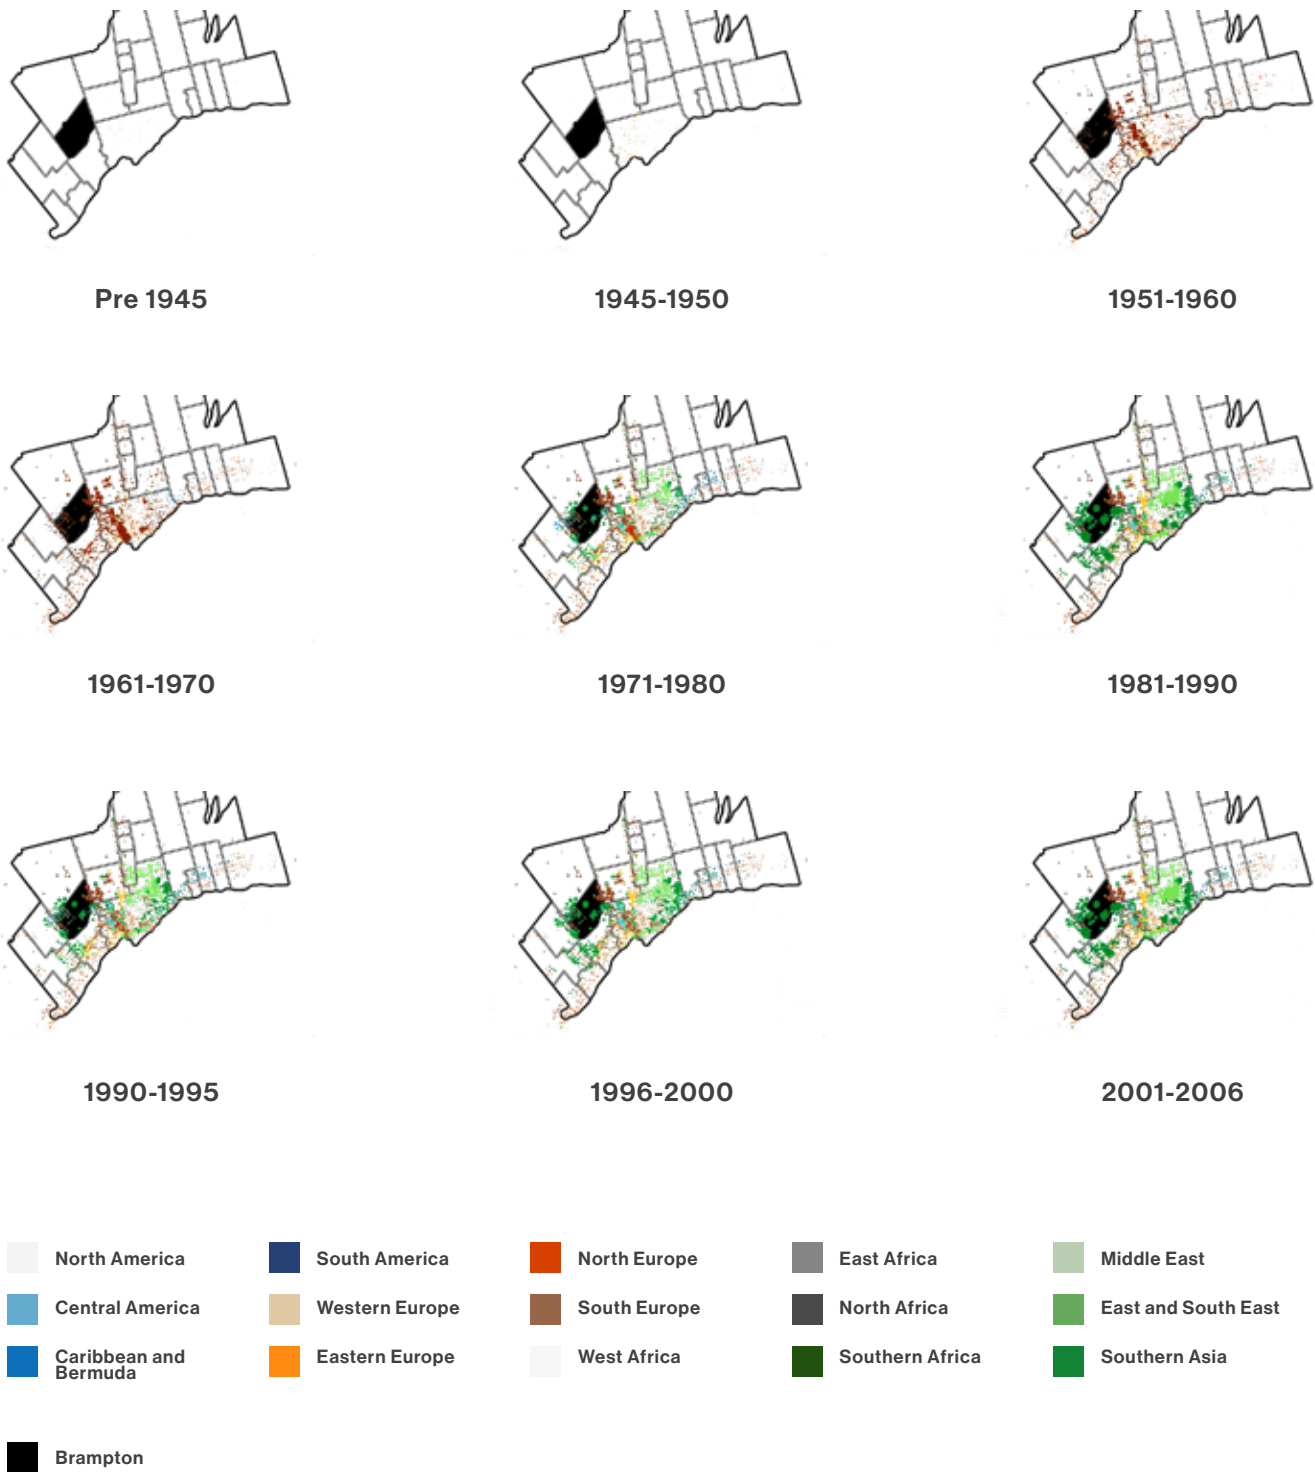 Pre 1945
1945-1950
1951-1960
1961-1970
1971-1980
1981-1990
1990-1995
1996-2000
2001-2006
North America
South America
North Europe
East Africa
Middle East
Central America
Western Europe
South Europe
North Africa
East and South East
Caribbean and
Bermuda
Eastern Europe
West Africa
Southern Africa
Southern Asia
Brampton